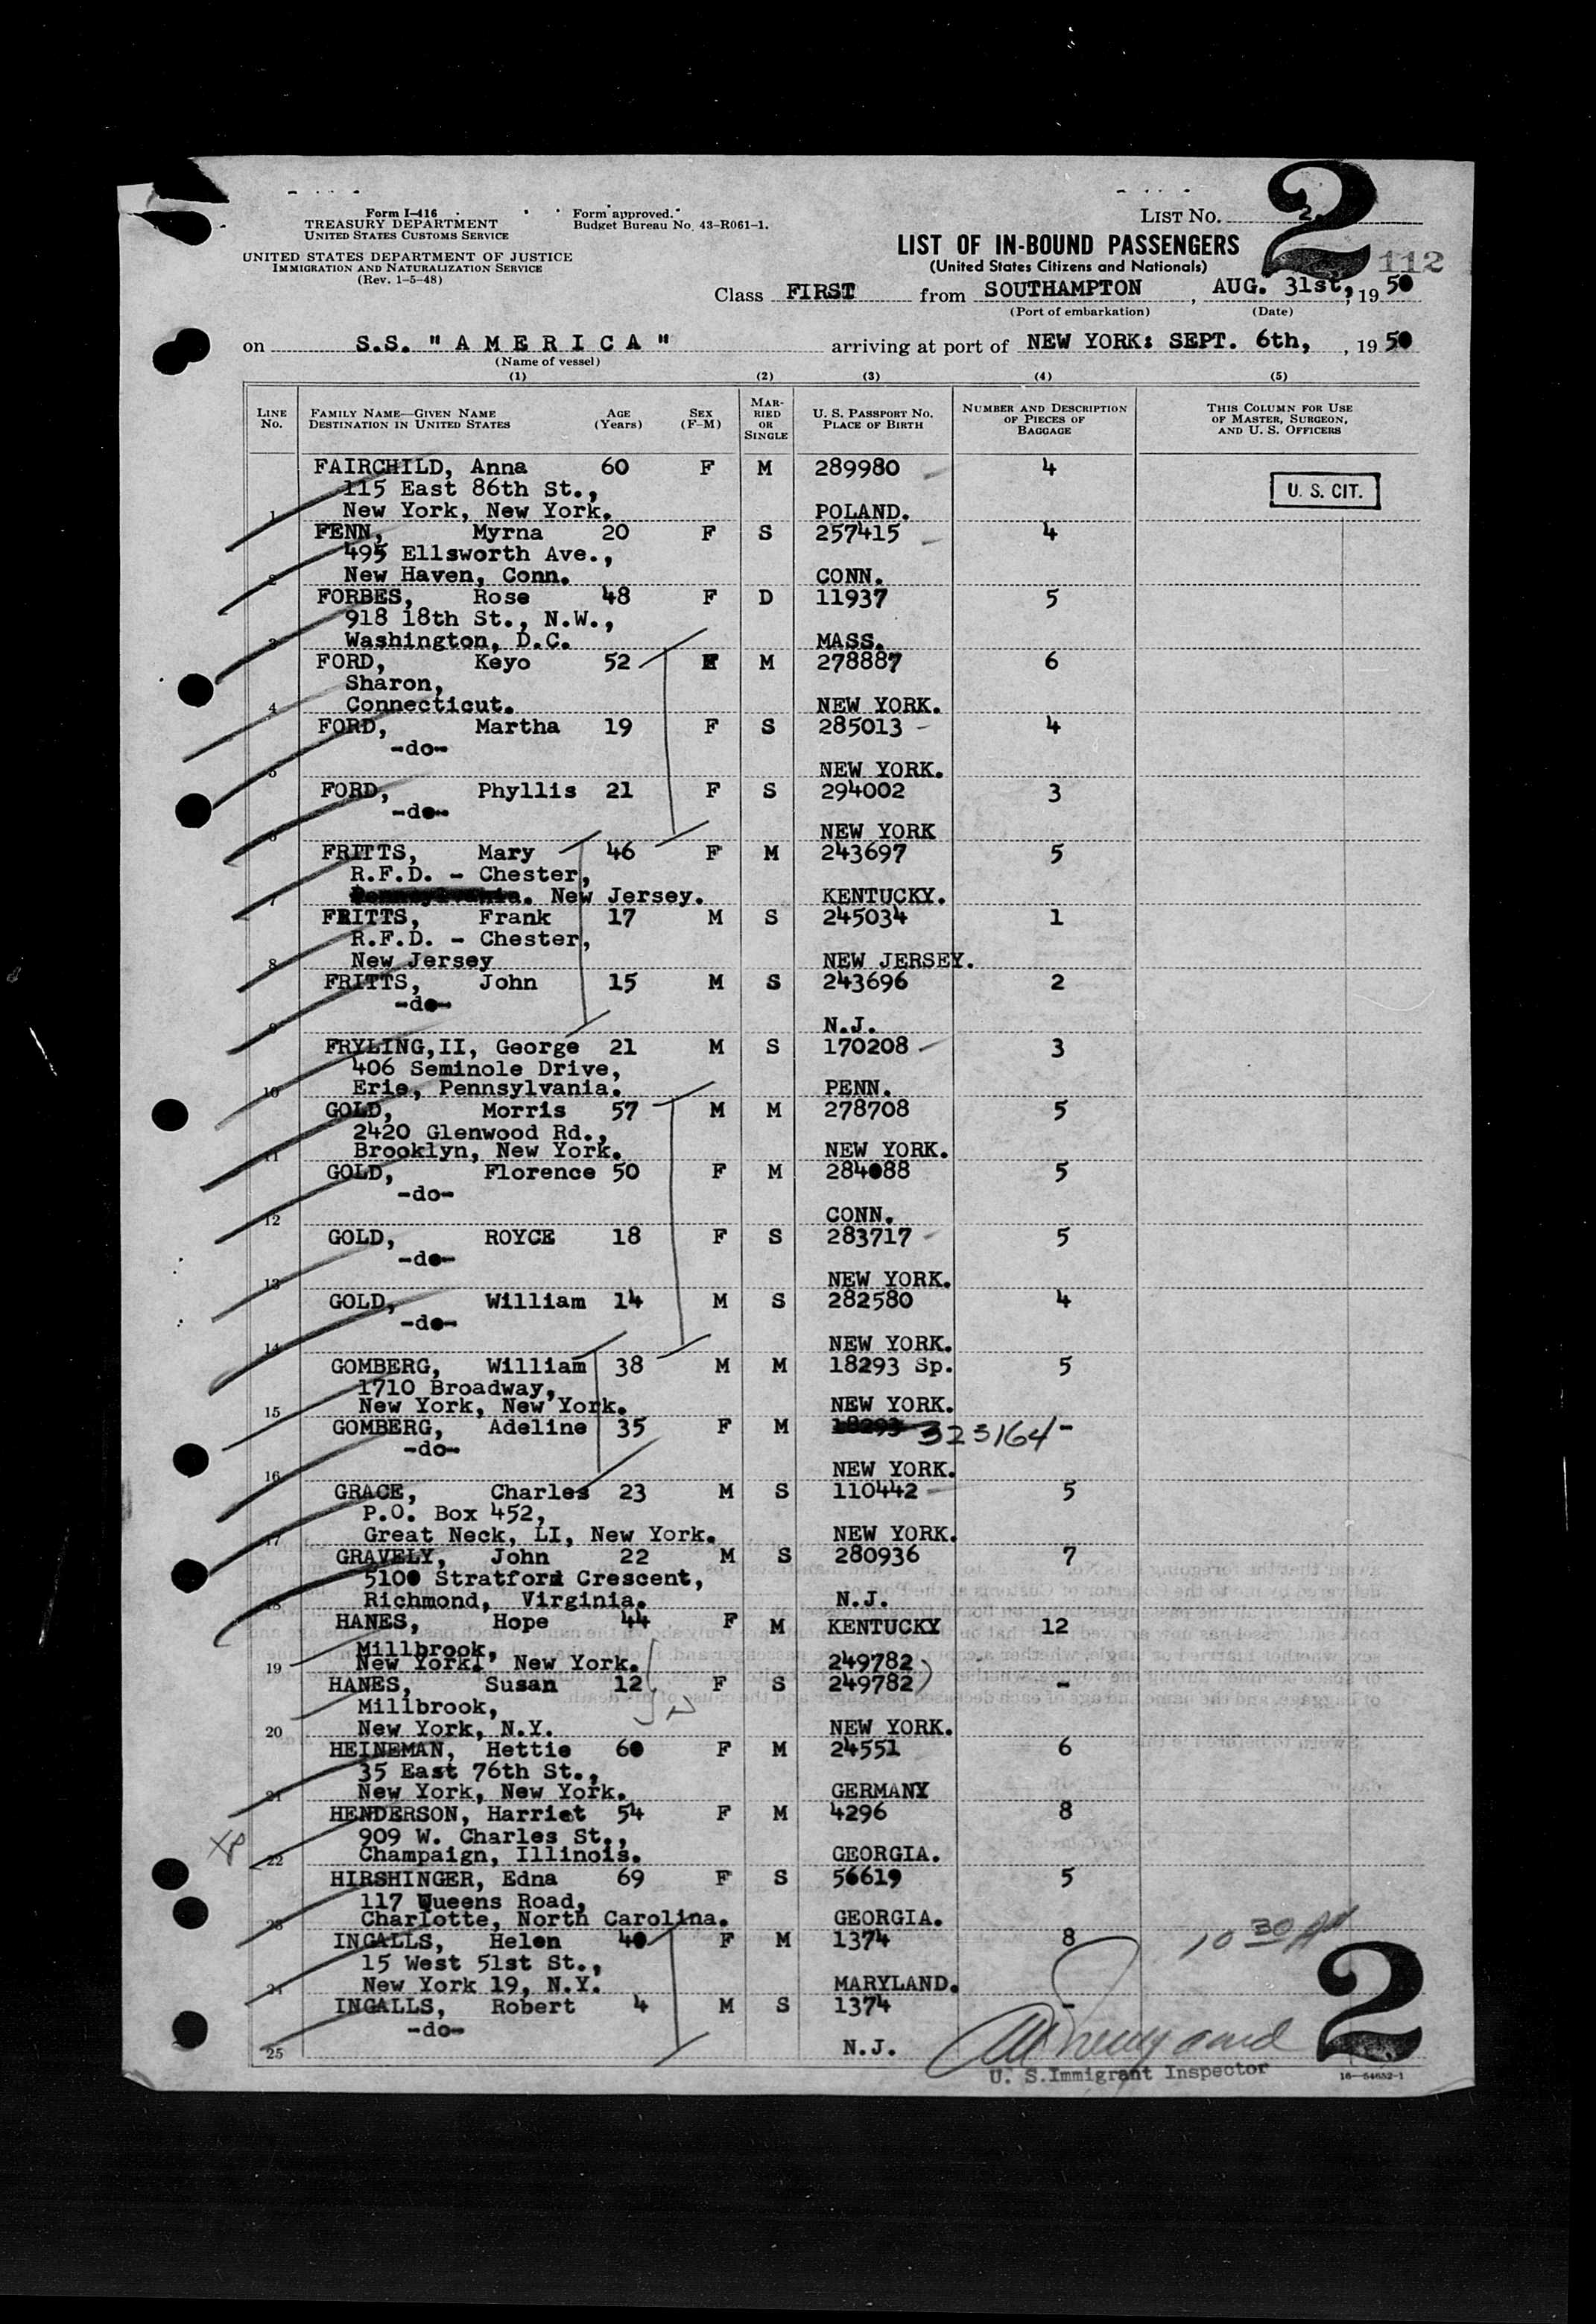 Form I-416
TREASURY DEPARTMENT
UNITED STATES CUSTOMS SERVICE
UNITED STATES DEPARTMENT OF JUSTICE
IMMIGRATION AND NATURALIZATION SERVICE
(Rev. 1-5-48)
Form approved.
Budget Bureau No. 43-R061-1.
LIST NO. 2.
2
112
LIST OF IN-BOUND PASSENGERS
(United States Citizens and Nationals)
Class FIRST from SOUTHAMPTON, AUG. 31st, 1950
(Port of embarkation) (Date)
on S.S. "AMERICA" arriving at port of NEW YORK: SEPT. 6th, , 1950
(Name of vessel)
(1) (2) (3) (4) (5)
LINE NO. FAMILY NAME—GIVEN NAME DESTINATION IN UNITED STATES AGE (Years) SEX (F-M) MARRIED OR SINGLE U. S. PASSPORT NO. PLACE OF BIRTH NUMBER AND DESCRIPTION OF PIECES OF BAGGAGE THIS COLUMN FOR USE OF MASTER, SURGEON, AND U. S. OFFICERS
FAIRCHILD, Anna 60 F M 289980 4
115 East 86th St., U. S. CIT.
1 New York, New York. POLAND.
FENN, Myrna 20 F S 257415 4
495 Ellsworth Ave.,
2 New Haven, Conn. CONN.
FORBES, Rose 48 F D 11937 5
918 18th St., N.W.,
3 Washington, D.C. MASS.
FORD, Keyo 52 M 278887 6
Sharon,
4 Connecticut. NEW YORK.
FORD, Martha 19 F S 285013 4
-do-
5 NEW YORK.
FORD, Phyllis 21 F S 294002 3
-do-
6 NEW YORK
FRITTS, Mary 46 F M 243697 5
R.F.D. - Chester,
7 New Jersey. KENTUCKY.
FRITTS, Frank 17 M S 245034 1
R.F.D. - Chester,
8 New Jersey NEW JERSEY.
FRITTS, John 15 M S 243696 2
-do-
9 N.J.
FRYLING,II, George 21 M S 170208 3
406 Seminole Drive,
10 Erie, Pennsylvania. PENN.
GOLD, Morris 57 M M 278708 5
2420 Glenwood Rd.,
11 Brooklyn, New York. NEW YORK.
GOLD, Florence 50 F M 284088 5
-do-
12 CONN.
GOLD, ROYCE 18 F S 283717 5
-do-
13 NEW YORK.
GOLD, William 14 M S 282580 4
-do-
14 NEW YORK.
GOMBERG, William 38 M M 18293 Sp. 5
1710 Broadway,
15 New York, New York. NEW YORK.
GOMBERG, Adeline 35 F M 18293 323164 -
-do-
16 NEW YORK.
GRACE, Charles 23 M S 110442 5
P.O. Box 452,
17 Great Neck, LI, New York. NEW YORK.
GRAVELY, John 22 M S 280936 7
5100 Stratford Crescent,
18 Richmond, Virginia. N.J.
HANES, Hope 44 F M KENTUCKY 12
Millbrook,
19 New York. New York. 249782
HANES, Susan 12 F S 249782 -
Millbrook,
20 New York, N.Y. NEW YORK.
HEINEMAN, Hettie 60 F M 24551 6
35 East 76th St.,
21 New York, New York. GERMANY
HENDERSON, Harriet 54 F M 4296 8
909 W. Charles St.,
22 Champaign, Illinois. GEORGIA.
HIRSHINGER, Edna 69 F S 56619 5
117 Queens Road,
23 Charlotte, North Carolina. GEORGIA.
INGALLS, Helen 40 F M 1374 8 10 30
15 West 51st St.,
24 New York 19, N.Y. MARYLAND.
INGALLS, Robert 4 M S 1374 -
-do-
25 N.J.
2
U. S.Immigrant Inspector
16—54652-1